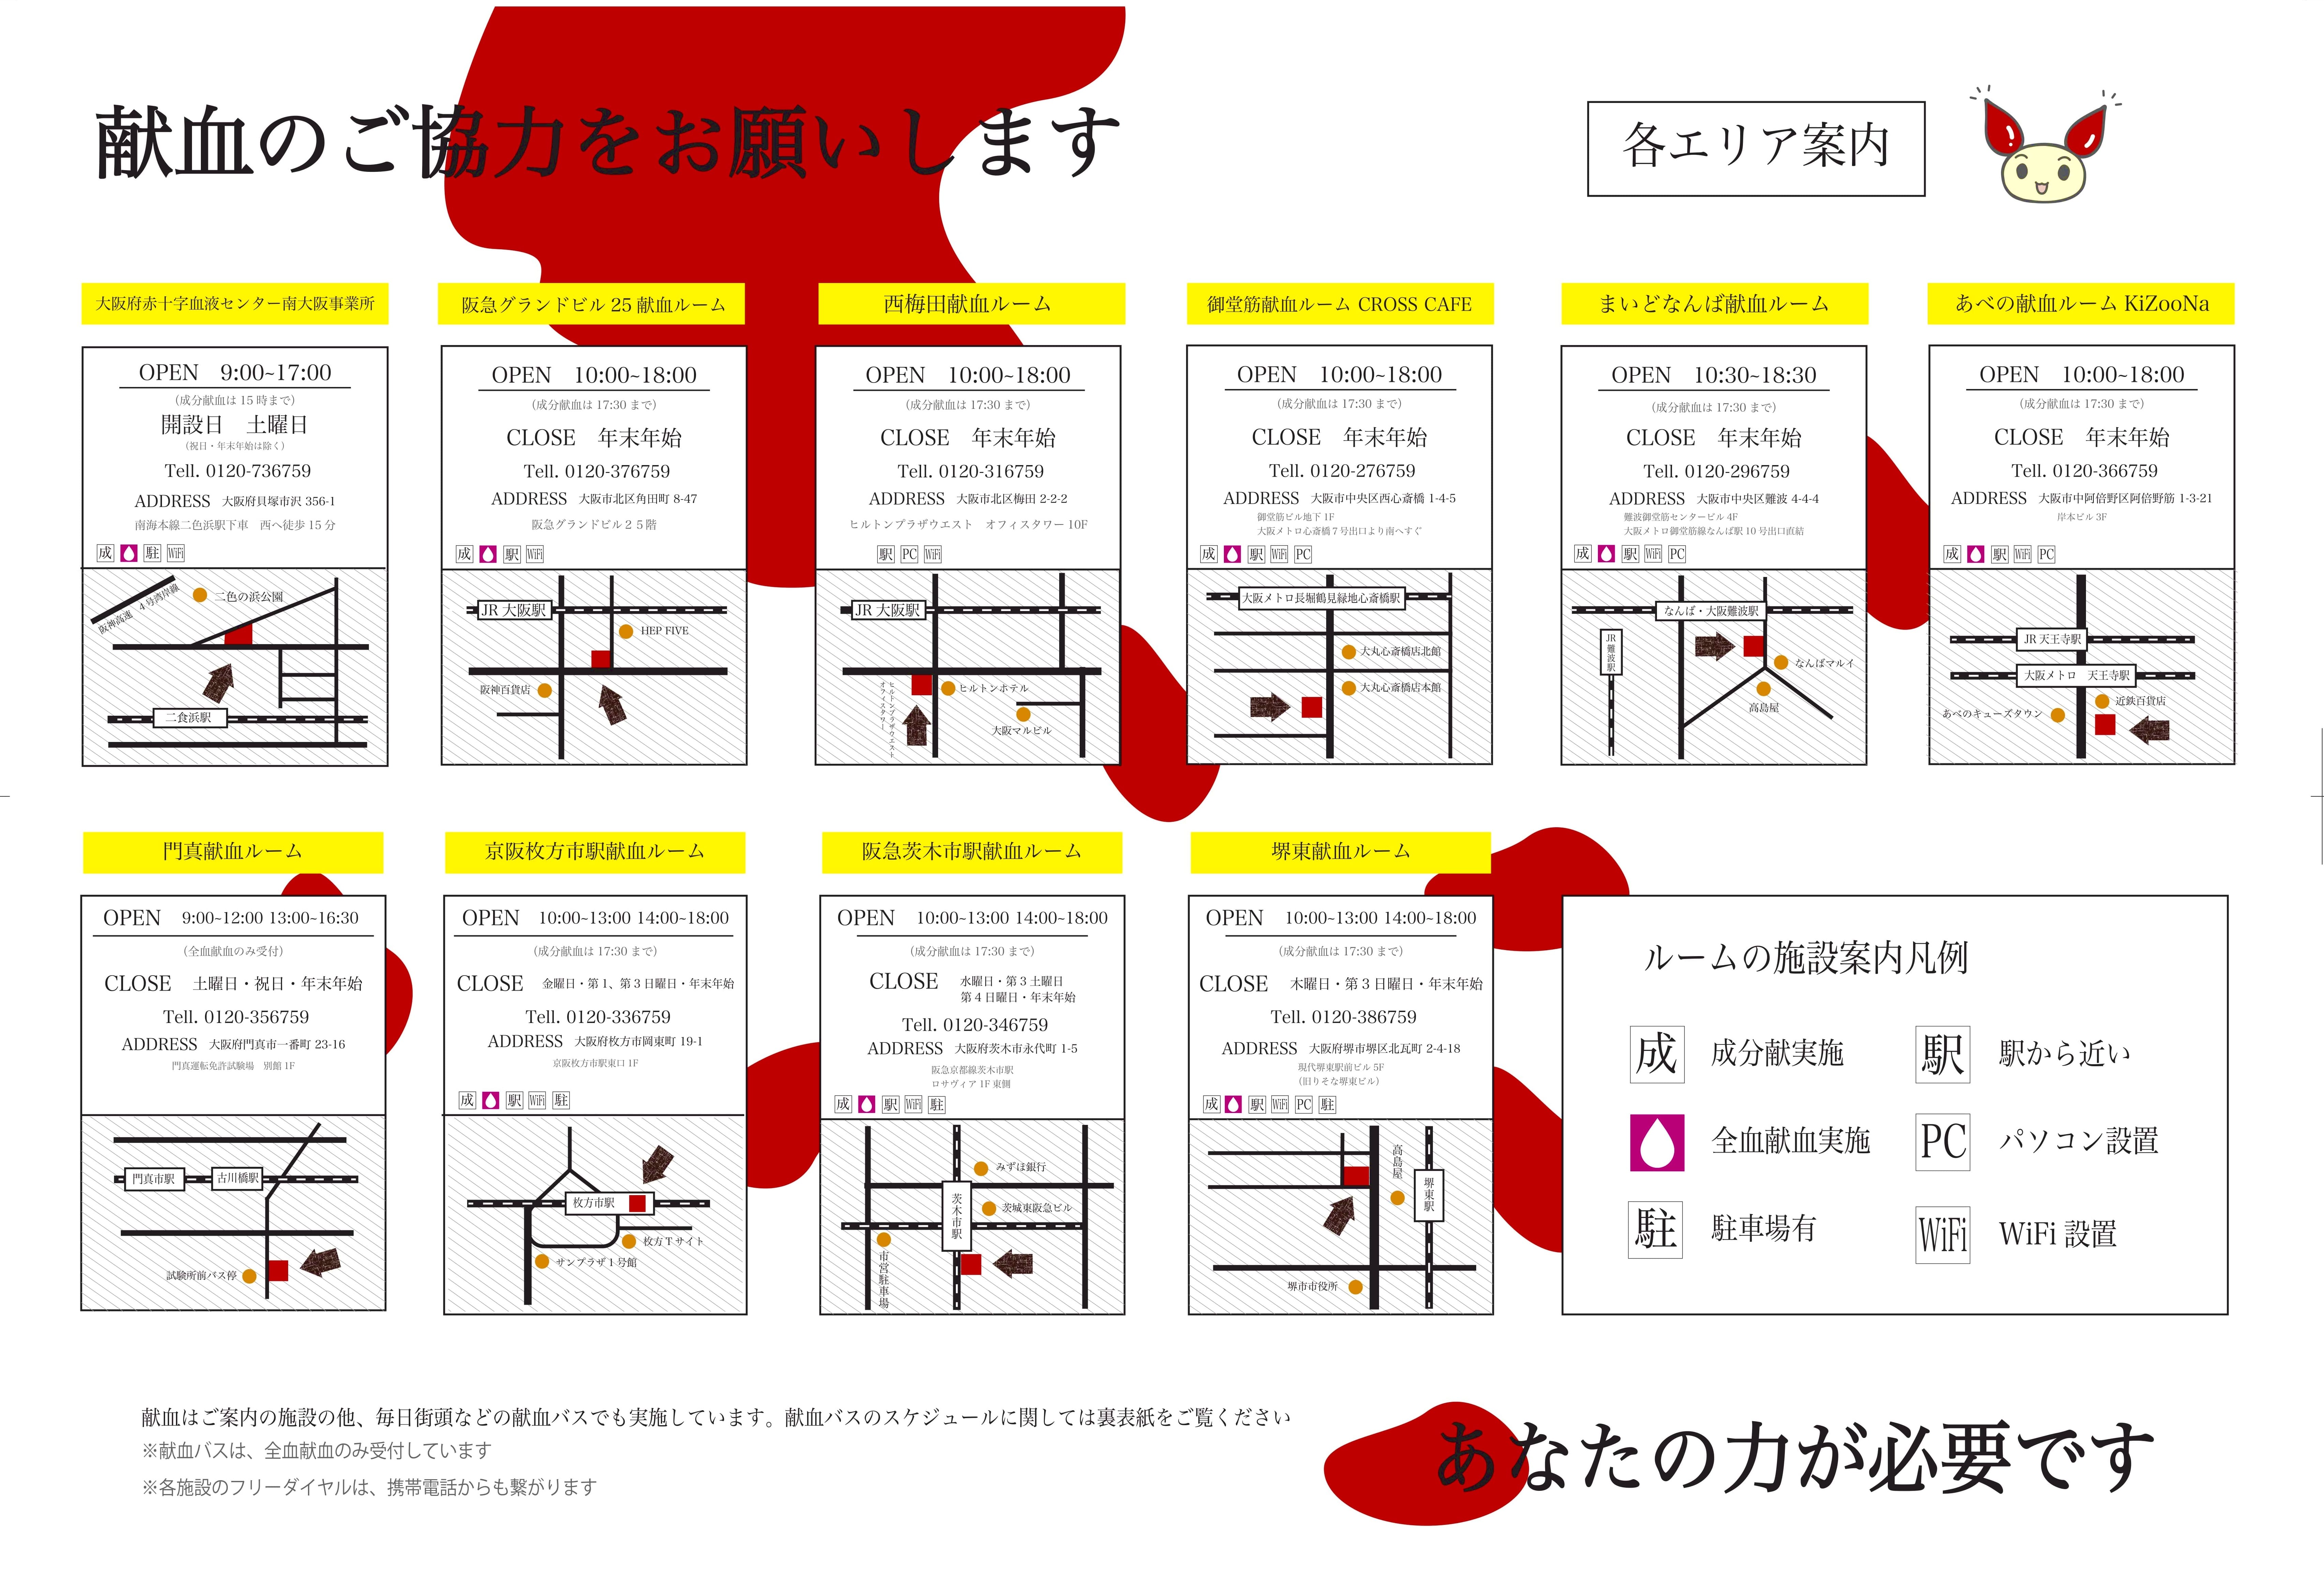 献血のご協力をお願いします
各エリア案内
大阪府赤十字血液センター南大阪事業所
OPEN 9:00~17:00
（成分献血は 15 時まで）
開設日 土曜日
（祝日・年末年始は除く）
Tell. 0120-736759
ADDRESS 大阪府貝塚市沢 356-1
南海本線二色浜駅下車 西へ徒歩 15 分
成 駐 WiFi
阪神高速 4号湾岸線
二色の浜公園
二食浜駅
阪急グランドビル 25 献血ルーム
OPEN 10:00~18:00
（成分献血は 17:30 まで）
CLOSE 年末年始
Tell. 0120-376759
ADDRESS 大阪市北区角田町 8-47
阪急グランドビル２５階
成 駅 WiFi
JR 大阪駅
HEP FIVE
阪神百貨店
西梅田献血ルーム
OPEN 10:00~18:00
（成分献血は 17:30 まで）
CLOSE 年末年始
Tell. 0120-316759
ADDRESS 大阪市北区梅田 2-2-2
ヒルトンプラザウエスト オフィスタワー 10F
駅 PC WiFi
JR 大阪駅
ヒルトンプラザウエスト
オフィスタワー
ヒルトンホテル
大阪マルビル
御堂筋献血ルーム CROSS CAFE
OPEN 10:00~18:00
（成分献血は 17:30 まで）
CLOSE 年末年始
Tell. 0120-276759
ADDRESS 大阪市中央区西心斎橋 1-4-5
御堂筋ビル地下 1F
大阪メトロ心斎橋７号出口より南へすぐ
成 駅 WiFi PC
大阪メトロ長堀鶴見緑地心斎橋駅
大丸心斎橋店北館
大丸心斎橋店本館
まいどなんば献血ルーム
OPEN 10:30~18:30
（成分献血は 17:30 まで）
CLOSE 年末年始
Tell. 0120-296759
ADDRESS 大阪市中央区難波 4-4-4
難波御堂筋センタービル 4F
大阪メトロ御堂筋線なんば駅 10 号出口直結
成 駅 WiFi PC
なんば・大阪難波駅
JR難波駅
なんばマルイ
高島屋
あべの献血ルーム KiZooNa
OPEN 10:00~18:00
（成分献血は 17:30 まで）
CLOSE 年末年始
Tell. 0120-366759
ADDRESS 大阪市中阿倍野区阿倍野筋 1-3-21
岸本ビル 3F
成 駅 WiFi PC
JR 天王寺駅
大阪メトロ 天王寺駅
近鉄百貨店
あべのキューズタウン
門真献血ルーム
OPEN 9:00~12:00 13:00~16:30
（全血献血のみ受付）
CLOSE 土曜日・祝日・年末年始
Tell. 0120-356759
ADDRESS 大阪府門真市一番町 23-16
門真運転免許試験場 別館 1F
門真市駅
古川橋駅
試験所前バス停
京阪枚方市駅献血ルーム
OPEN 10:00~13:00 14:00~18:00
（成分献血は 17:30 まで）
CLOSE 金曜日・第 1、第 3 日曜日・年末年始
Tell. 0120-336759
ADDRESS 大阪府枚方市岡東町 19-1
京阪枚方市駅東口 1F
成 駅 WiFi 駐
枚方市駅
枚方Ｔサイト
サンプラザ 1 号館
阪急茨木市駅献血ルーム
OPEN 10:00~13:00 14:00~18:00
（成分献血は 17:30 まで）
CLOSE 水曜日・第 3 土曜日
第 4 日曜日・年末年始
Tell. 0120-346759
ADDRESS 大阪府茨木市永代町 1-5
阪急京都線茨木市駅
ロサヴィア 1F 東側
成 駅 WiFi 駐
みずほ銀行
茨木市駅
茨城東阪急ビル
市営駐車場
堺東献血ルーム
OPEN 10:00~13:00 14:00~18:00
（成分献血は 17:30 まで）
CLOSE 木曜日・第 3 日曜日・年末年始
Tell. 0120-386759
ADDRESS 大阪府堺市堺区北瓦町 2-4-18
現代堺東駅前ビル 5F
（旧りそな堺東ビル）
成 駅 WiFi PC 駐
高島屋
堺東駅
堺市市役所
ルームの施設案内凡例
成 成分献実施
駅 駅から近い
全血献血実施
PC パソコン設置
駐 駐車場有
WiFi WiFi 設置
献血はご案内の施設の他、毎日街頭などの献血バスでも実施しています。献血バスのスケジュールに関しては裏表紙をご覧ください
※献血バスは、全血献血のみ受付しています
※各施設のフリーダイヤルは、携帯電話からも繋がります
あなたの力が必要です